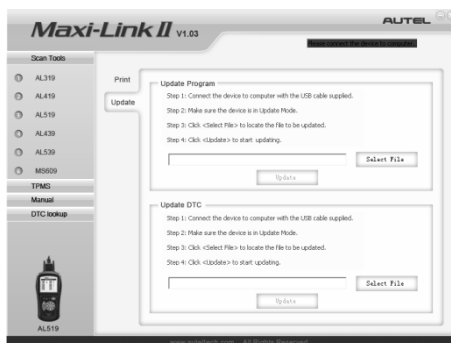 Maxi-Link II V1.03
AUTEL
Please connect the device to computer.
Scan Tools
AL319
AL419
AL519
AL439
AL539
MS609
TPMS
Manual
DTC lookup
AL519
Print
Update
Update Program
Step 1: Connect the device to computer with the USB cable supplied.
Step 2: Make sure the device is in Update Mode.
Step 3: Click <Select File> to locate the file to be updated.
Step 4: Click <Update> to start updating.
Select File
Update
Update DTC
Step 1: Connect the device to computer with the USB cable supplied.
Step 2: Make sure the device is in Update Mode.
Step 3: Click <Select File> to locate the file to be updated.
Step 4: Click <Update> to start updating.
Select File
Update
www.auteltech.com All Rights Reserved